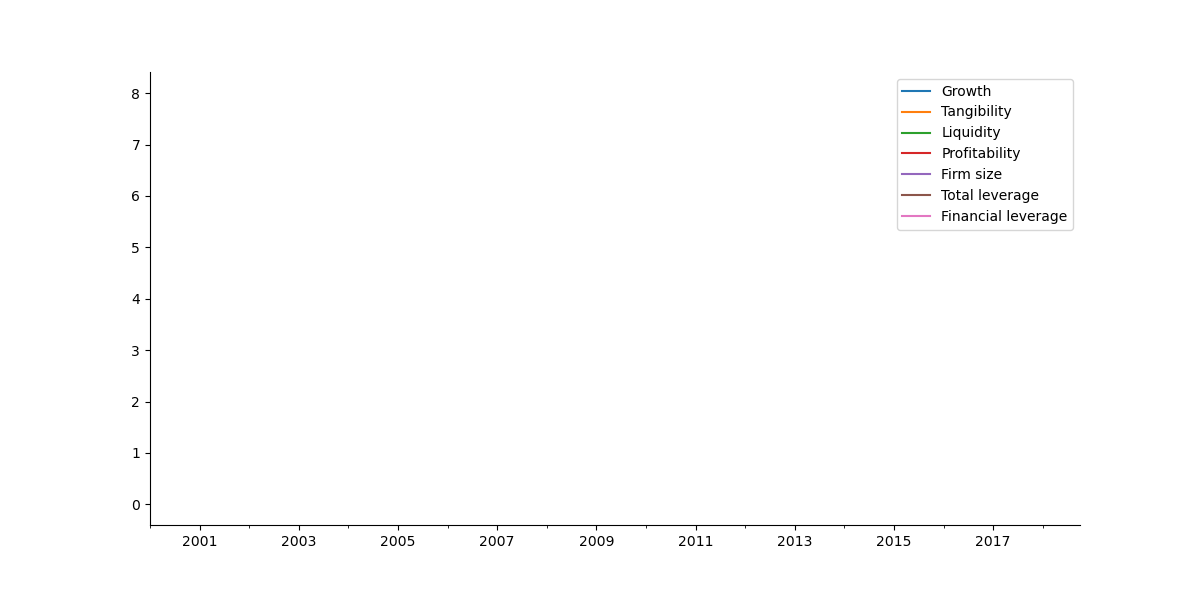 8
7
6
5
4
3
2
1
0
2001 2003 2005 2007 2009 2011 2013 2015 2017
Growth
Tangibility
Liquidity
Profitability
Firm size
Total leverage
Financial leverage